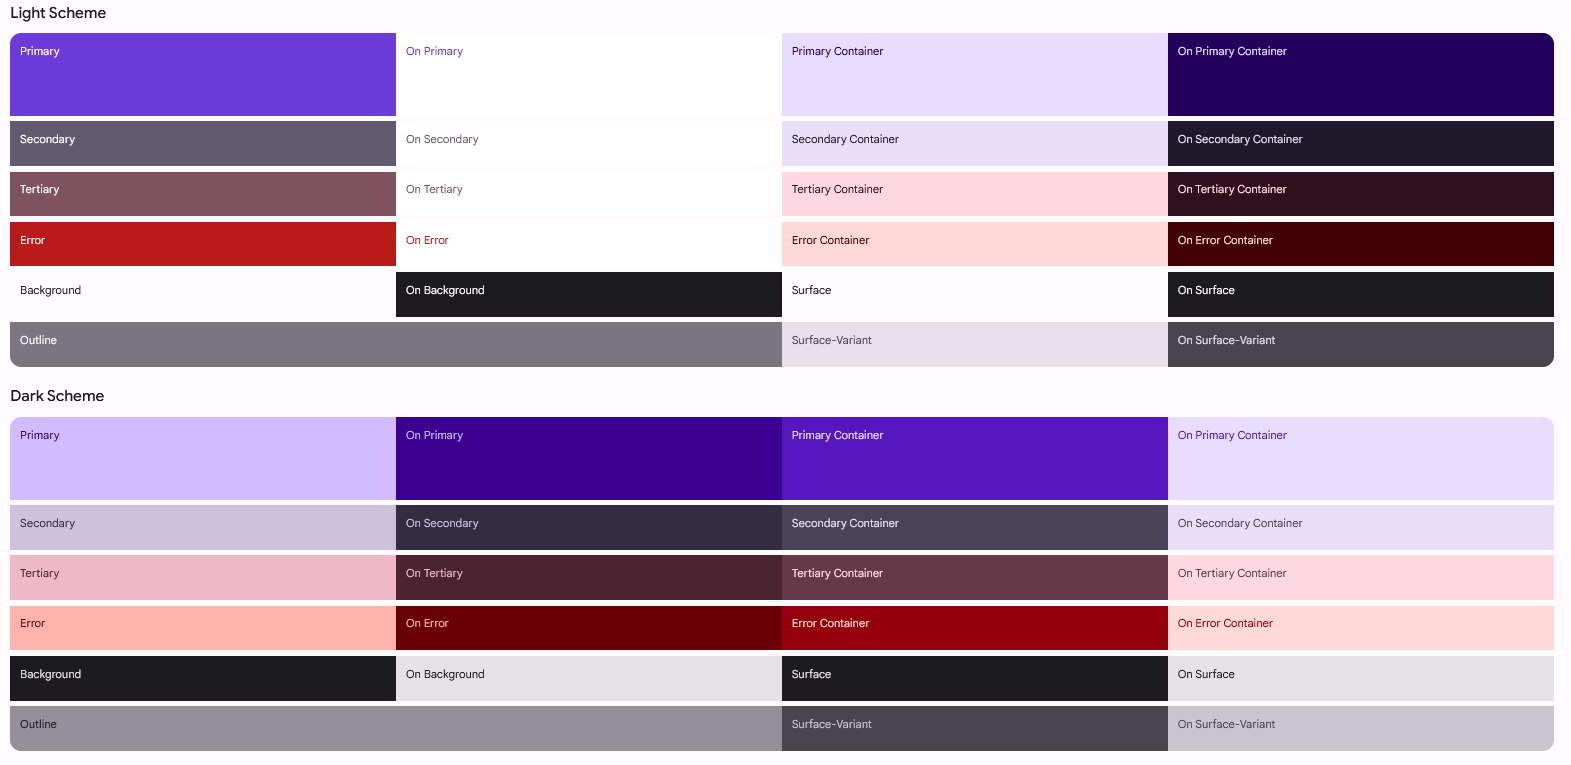 Light Scheme
Primary
On Primary
Primary Container
On Primary Container
Secondary
On Secondary
Secondary Container
On Secondary Container
Tertiary
On Tertiary
Tertiary Container
On Tertiary Container
Error
On Error
Error Container
On Error Container
Background
On Background
Surface
On Surface
Outline
Surface-Variant
On Surface-Variant
Dark Scheme
Primary
On Primary
Primary Container
On Primary Container
Secondary
On Secondary
Secondary Container
On Secondary Container
Tertiary
On Tertiary
Tertiary Container
On Tertiary Container
Error
On Error
Error Container
On Error Container
Background
On Background
Surface
On Surface
Outline
Surface-Variant
On Surface-Variant